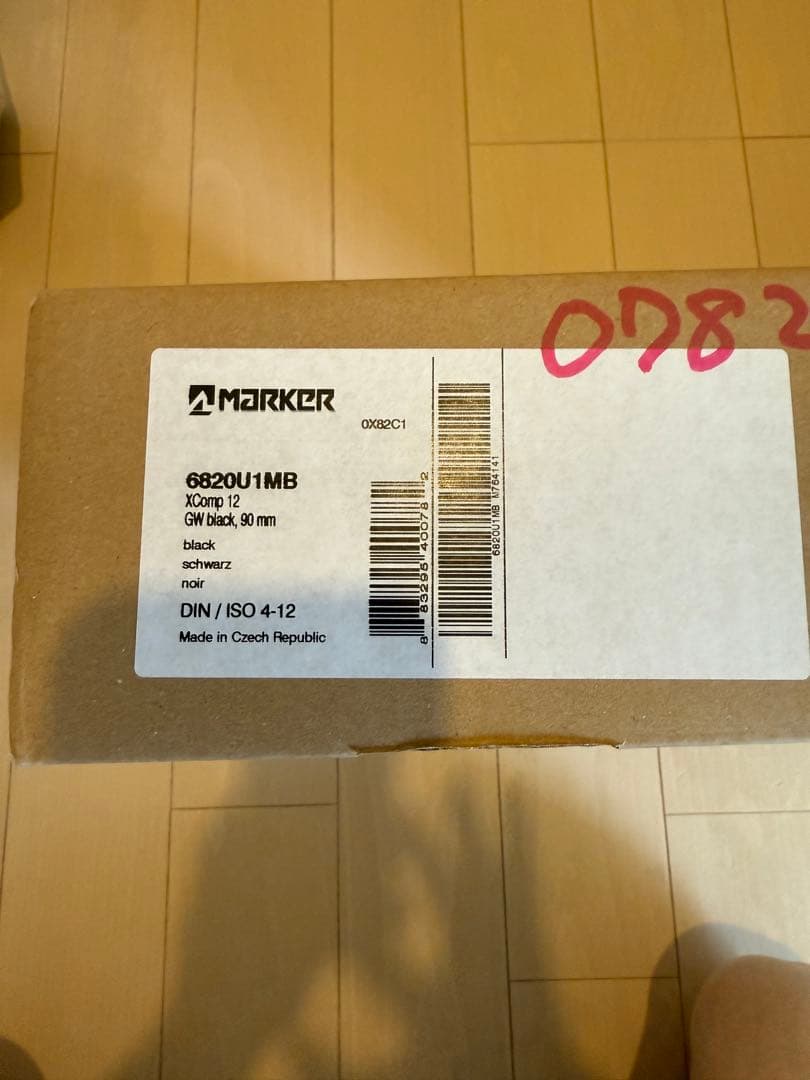 0782
MARKER
0X82C1
6820U1MB
XComp 12
GW black, 90 mm
black
schwarz
noir
DIN / ISO 4-12
Made in Czech Republic
8 83295 40078 2
6820U1MB M764141